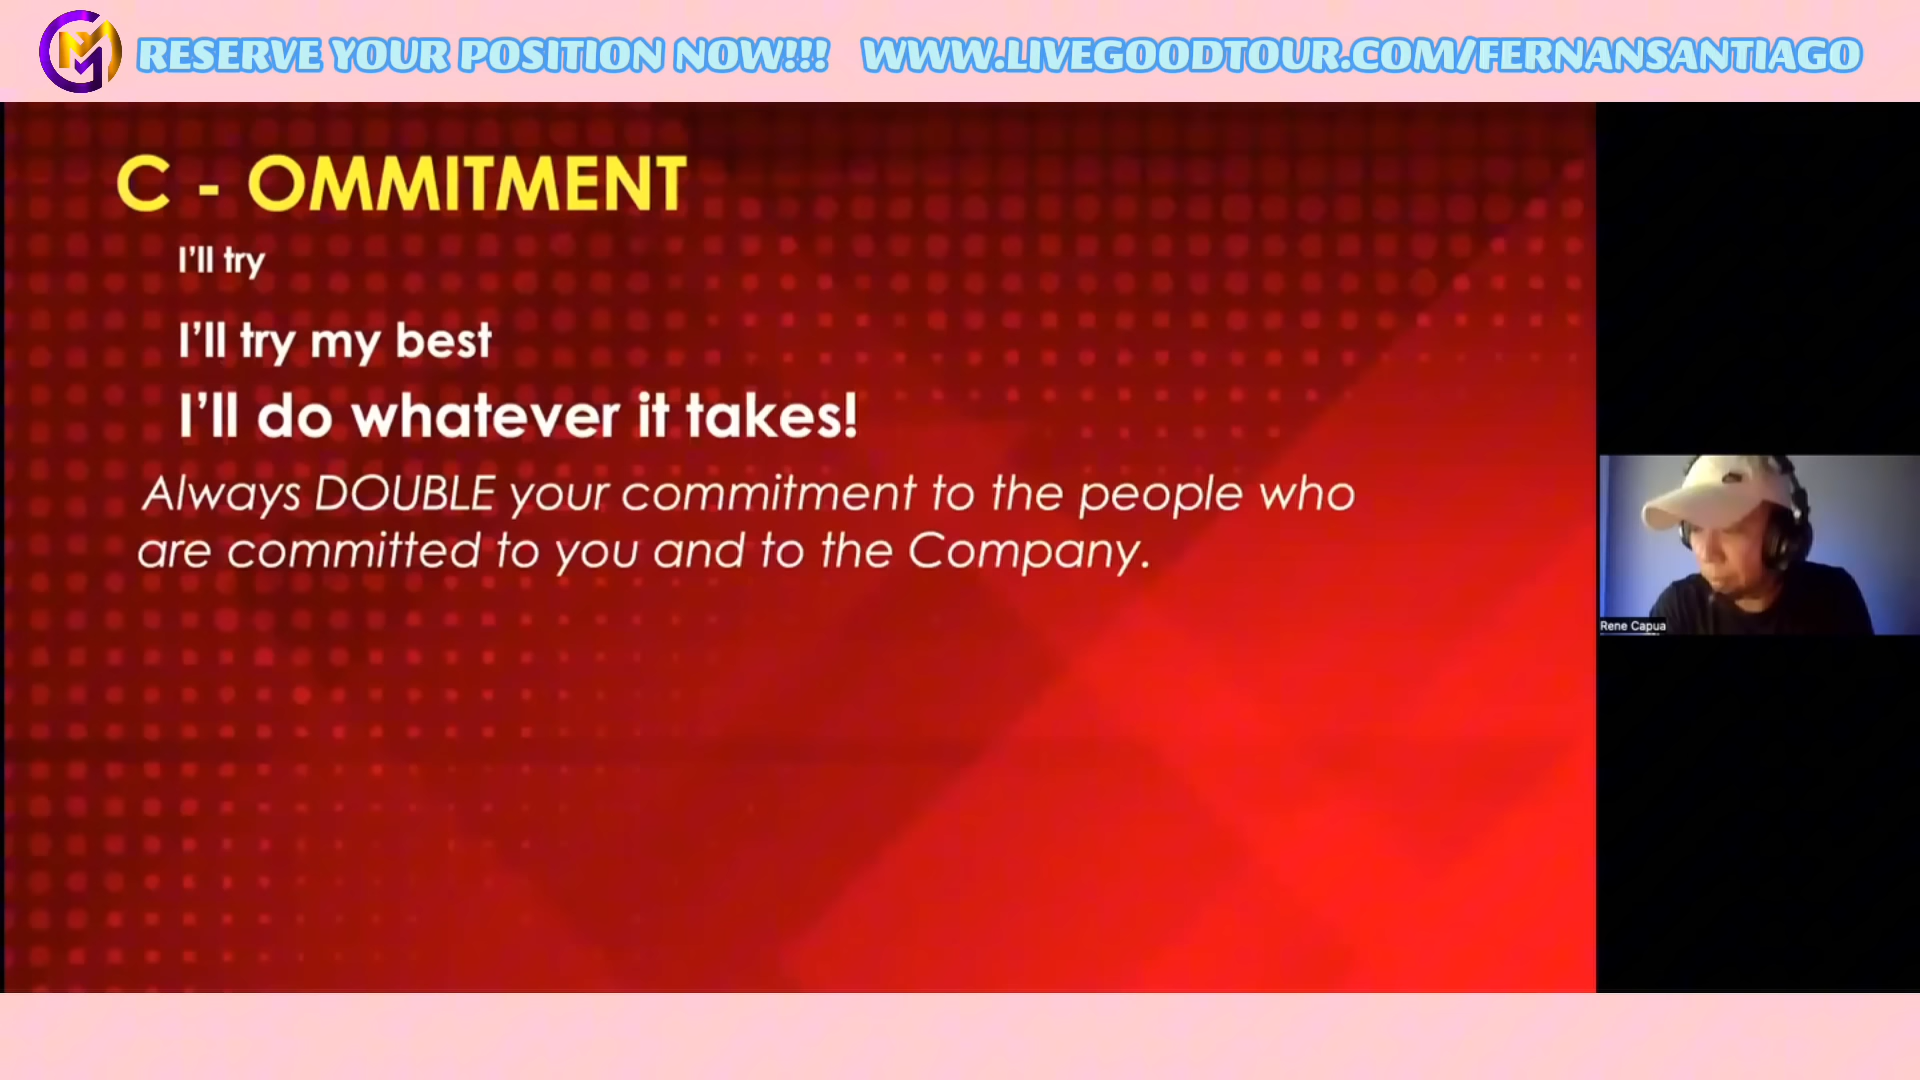 RESERVE YOUR POSITION NOW!!! WWW.LIVEGOODTOUR.COM/FERNANSANTIAGO
C - OMMITMENT
I'll try
I'll try my best
I'll do whatever it takes!
Always DOUBLE your commitment to the people who
are committed to you and to the Company.
Rene Capua